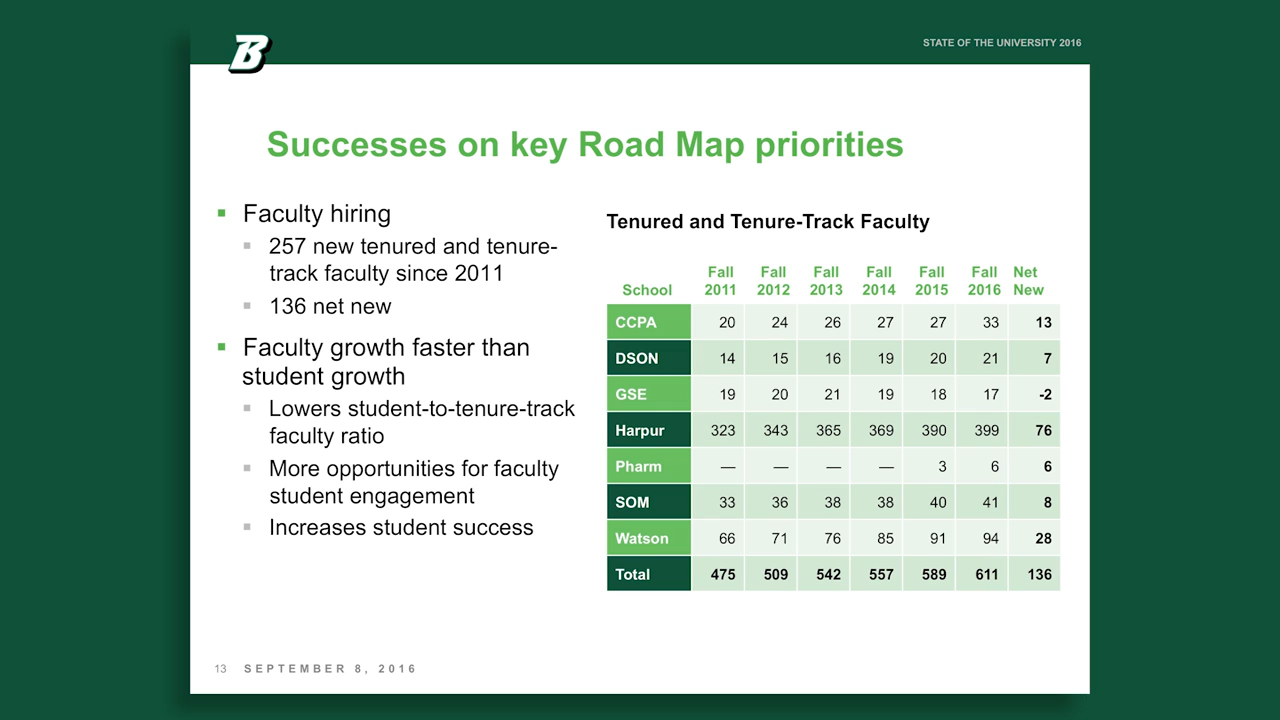 B
STATE OF THE UNIVERSITY 2016
Successes on key Road Map priorities
Faculty hiring
257 new tenured and tenure-
track faculty since 2011
136 net new
Faculty growth faster than
student growth
Lowers student-to-tenure-track
faculty ratio
More opportunities for faculty
student engagement
Increases student success
Tenured and Tenure-Track Faculty
School Fall 2011 Fall 2012 Fall 2013 Fall 2014 Fall 2015 Fall 2016 Net New
CCPA 20 24 26 27 27 33 13
DSON 14 15 16 19 20 21 7
GSE 19 20 21 19 18 17 -2
Harpur 323 343 365 369 390 399 76
Pharm — — — — 3 6 6
SOM 33 36 38 38 40 41 8
Watson 66 71 76 85 91 94 28
Total 475 509 542 557 589 611 136
13 SEPTEMBER 8, 2016